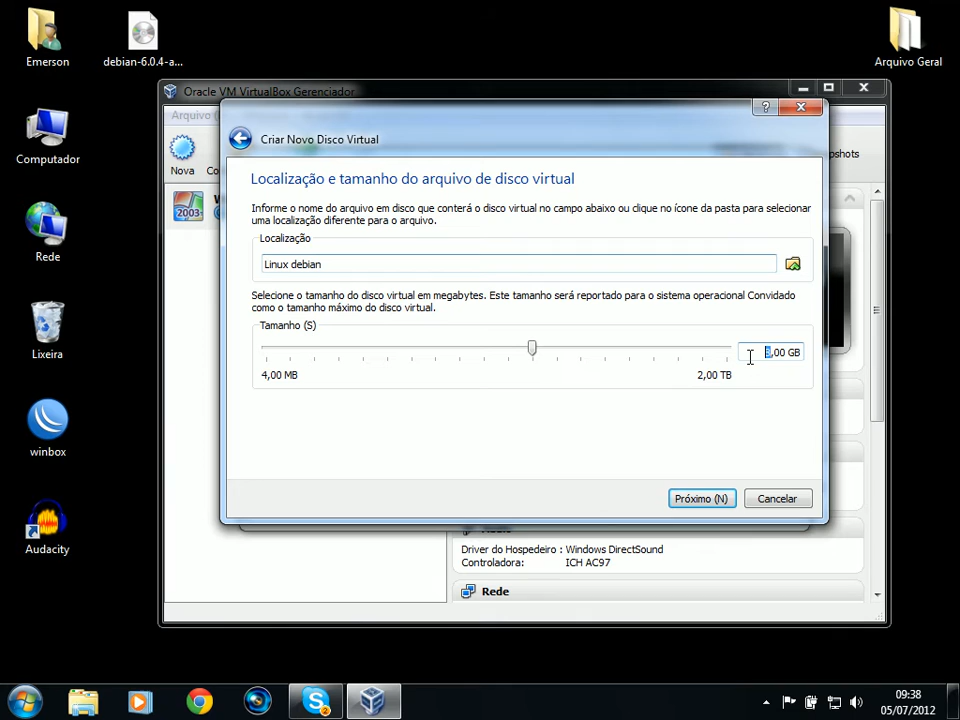 Emerson
debian-6.0.4-a...
Arquivo Geral
Computador
Rede
Lixeira
winbox
Audacity
Oracle VM VirtualBox Gerenciador
Arquivo
Nova
2003
Criar Novo Disco Virtual
Localização e tamanho do arquivo de disco virtual
Informe o nome do arquivo em disco que conterá o disco virtual no campo abaixo ou clique no ícone da pasta para selecionar
uma localização diferente para o arquivo.
Localização
Linux debian
Selecione o tamanho do disco virtual em megabytes. Este tamanho será reportado para o sistema operacional Convidado
como o tamanho máximo do disco virtual.
Tamanho (S)
,00 GB
4,00 MB
2,00 TB
Próximo (N)
Cancelar
Driver do Hospedeiro : Windows DirectSound
Controladora: ICH AC97
Rede
2
09:38
05/07/2012